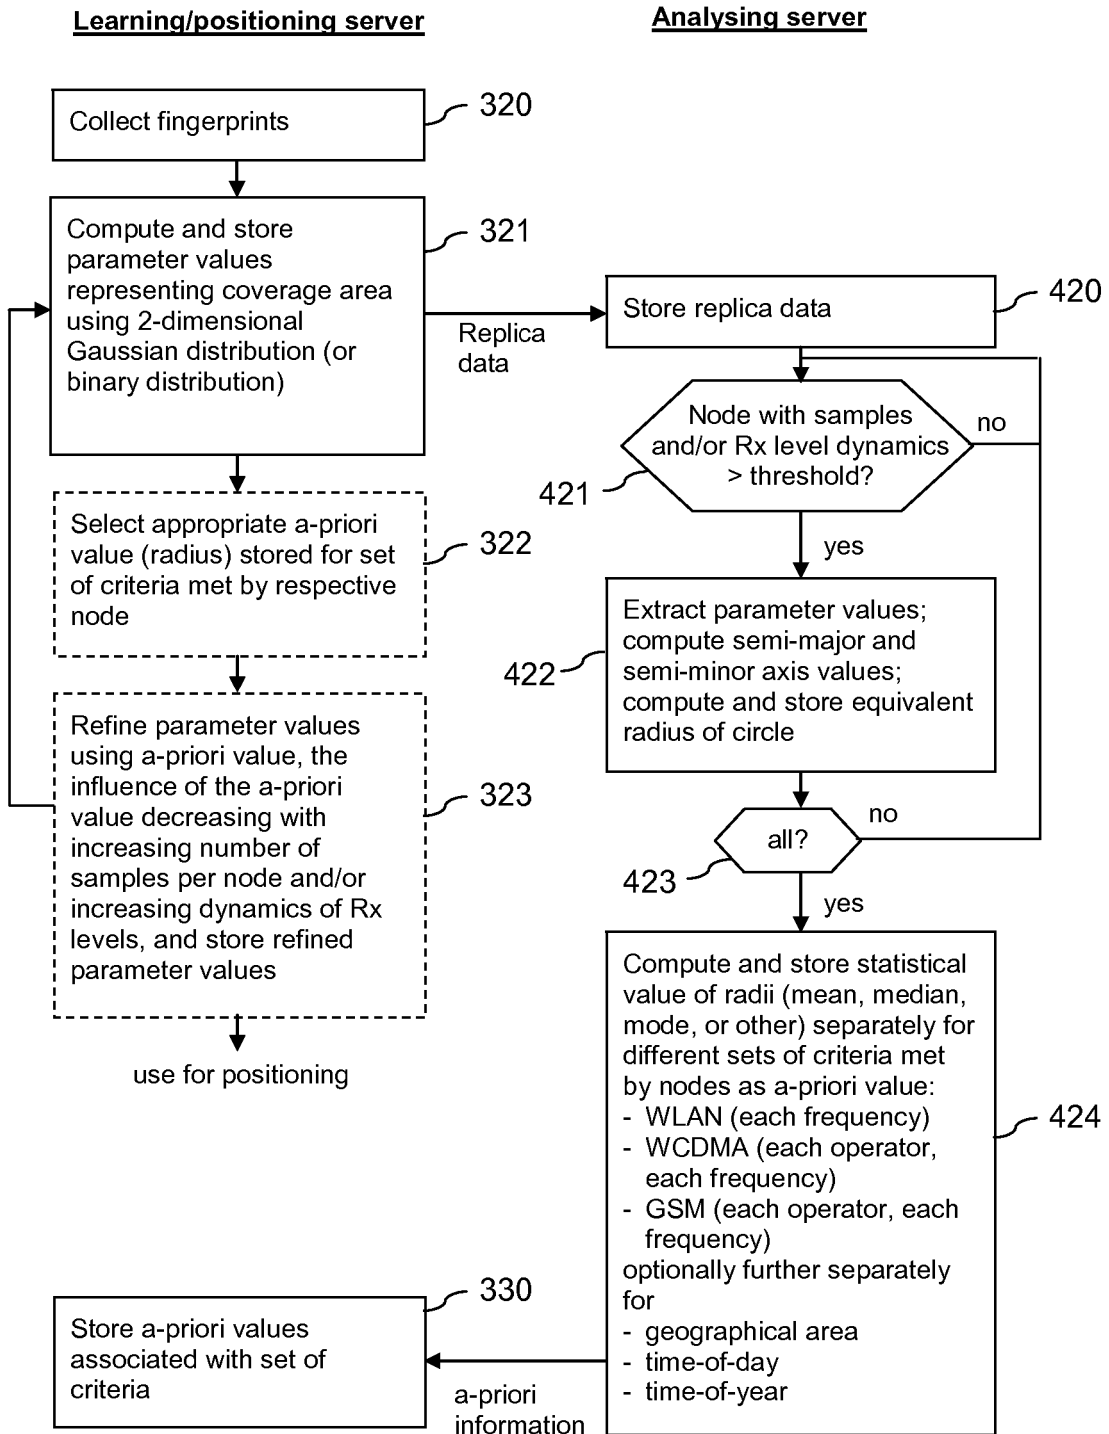 Learning/positioning server
Analysing server
Collect fingerprints
320
Compute and store
parameter values
representing coverage area
using 2-dimensional
Gaussian distribution (or
binary distribution)
321
Replica
data
Store replica data
420
Node with samples
and/or Rx level dynamics
> threshold?
no
421
yes
Select appropriate a-priori
value (radius) stored for set
of criteria met by respective
node
322
Extract parameter values;
compute semi-major and
semi-minor axis values;
compute and store equivalent
radius of circle
422
Refine parameter values
using a-priori value, the
influence of the a-priori
value decreasing with
increasing number of
samples per node and/or
increasing dynamics of Rx
levels, and store refined
parameter values
323
use for positioning
all?
no
423
yes
Compute and store statistical
value of radii (mean, median,
mode, or other) separately for
different sets of criteria met
by nodes as a-priori value:
- WLAN (each frequency)
- WCDMA (each operator,
each frequency)
- GSM (each operator, each
frequency)
optionally further separately
for
- geographical area
- time-of-day
- time-of-year
424
330
Store a-priori values
associated with set of
criteria
a-priori
information